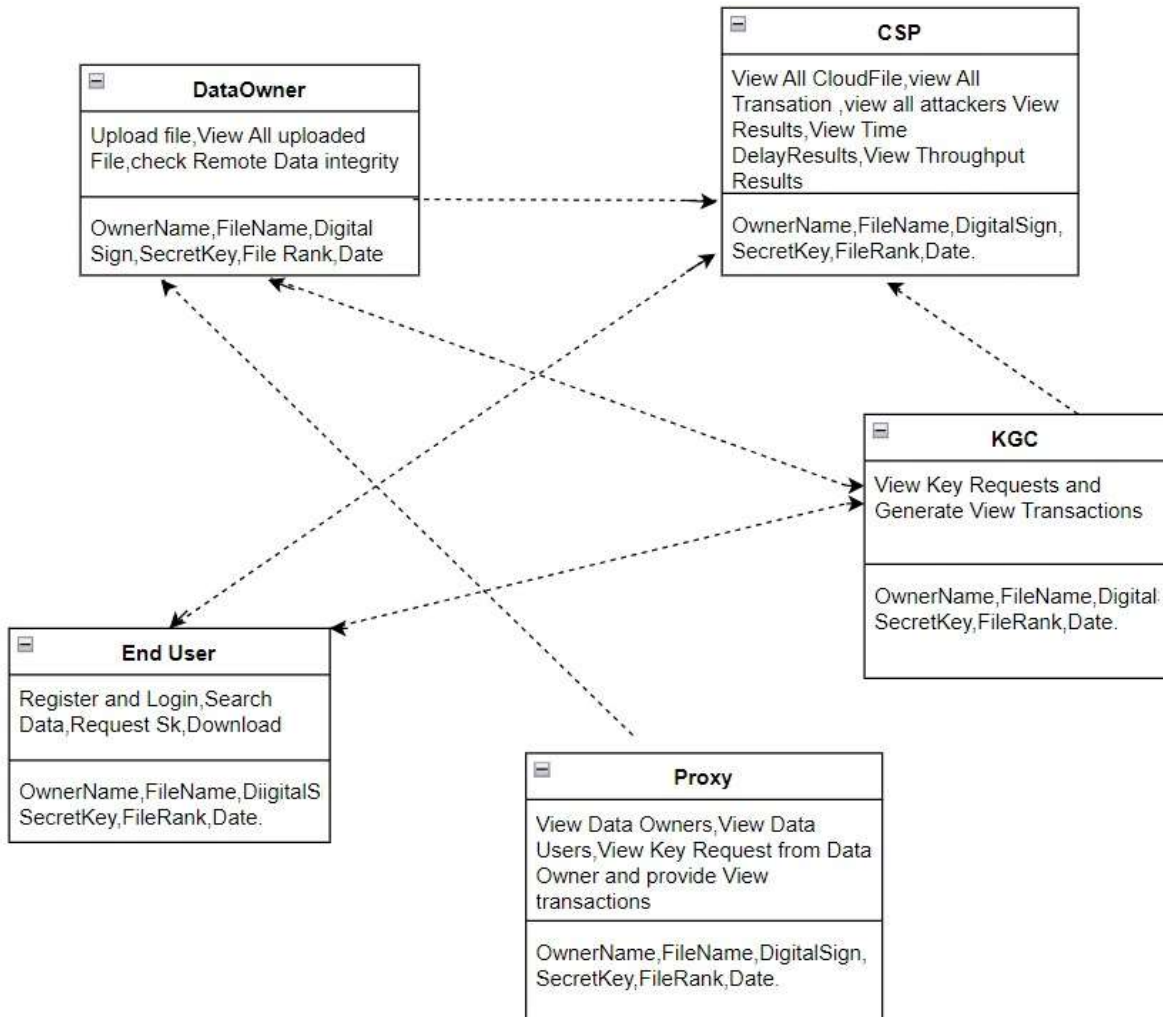 DataOwner
Upload file,View All uploaded
File,check Remote Data integrity
OwnerName,FileName,Digital
Sign,SecretKey,File Rank,Date
CSP
View All CloudFile,view All
Transation ,view all attackers View
Results,View Time
DelayResults,View Throughput
Results
OwnerName,FileName,DigitalSign,
SecretKey,FileRank,Date.
KGC
View Key Requests and
Generate View Transactions
OwnerName,FileName,Digital
SecretKey,FileRank,Date.
End User
Register and Login,Search
Data,Request Sk,Download
OwnerName,FileName,DiigitalS
SecretKey,FileRank,Date.
Proxy
View Data Owners,View Data
Users,View Key Request from Data
Owner and provide View
transactions
OwnerName,FileName,DigitalSign,
SecretKey,FileRank,Date.